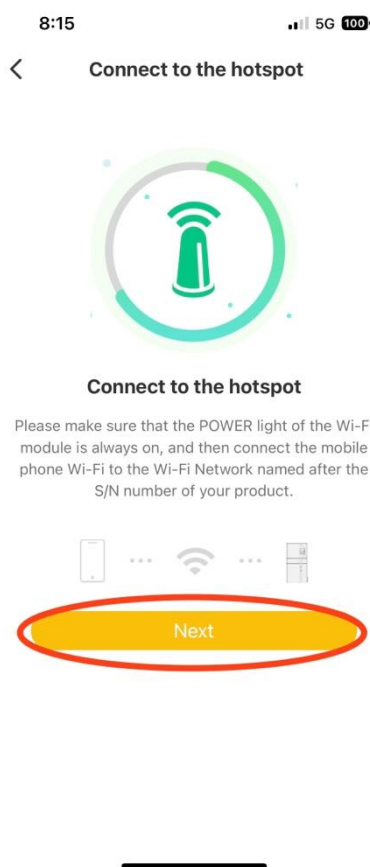 8:15
5G 100
Connect to the hotspot
Connect to the hotspot
Please make sure that the POWER light of the Wi-F
module is always on, and then connect the mobile
phone Wi-Fi to the Wi-Fi Network named after the
S/N number of your product.
Next